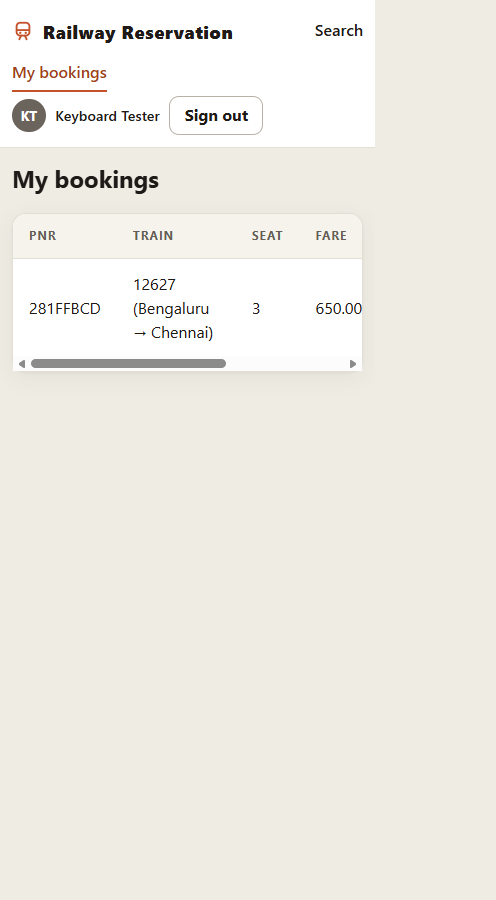 Railway Reservation
Search
My bookings
KT
Keyboard Tester
Sign out
My bookings
PNR TRAIN SEAT FARE
281FFBCD 12627 (Bengaluru → Chennai) 3 650.00